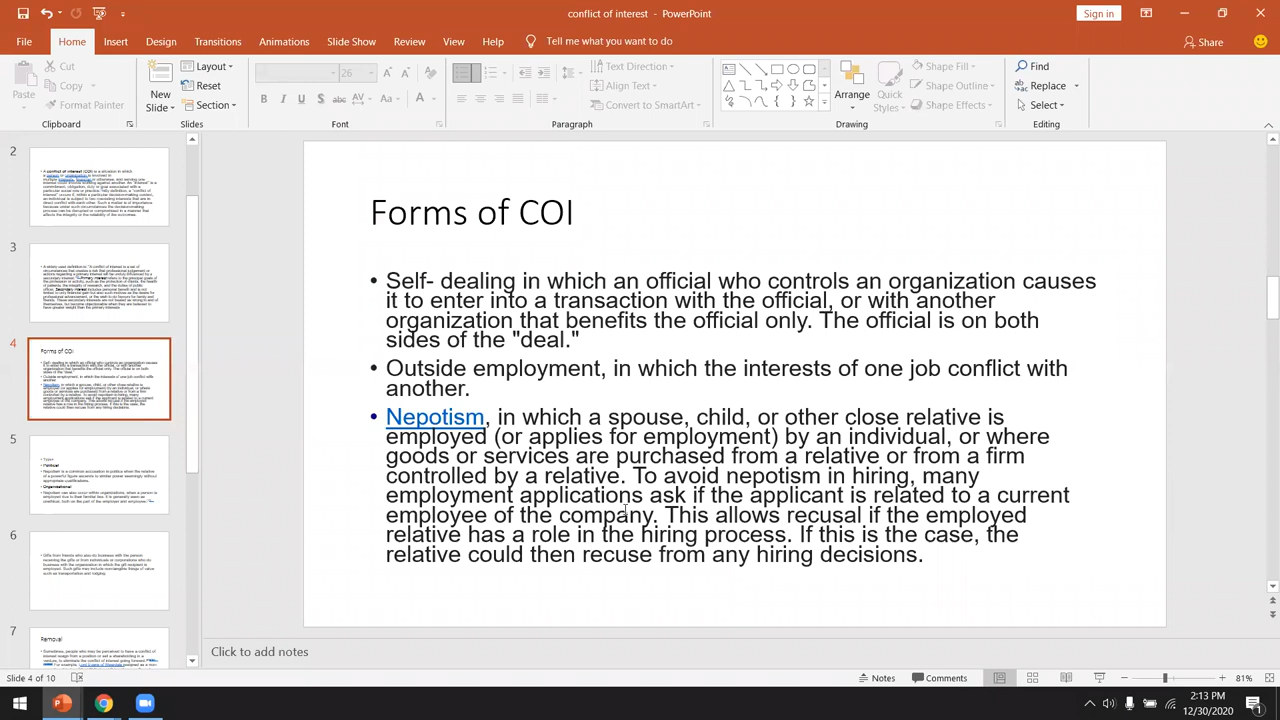 conflict of interest - PowerPoint
Sign in
File Home Insert Design Transitions Animations Slide Show Review View Help Tell me what you want to do
Share
Paste
Cut
Copy
Format Painter
Clipboard
New Slide
Layout
Reset
Section
Slides
26
B I U S abc AV Aa A
Font
Text Direction
Align Text
Convert to SmartArt
Paragraph
Arrange
Quick Styles
Shape Fill
Shape Outline
Shape Effects
Drawing
Find
Replace
Select
Editing
2
3
4
Forms of COI
5
6
7
Removal
Forms of COI
• Self- dealing in which an official who controls an organization causes
it to enter into a transaction with the official, or with another
organization that benefits the official only. The official is on both
sides of the "deal."
• Outside employment, in which the interests of one job conflict with
another.
• Nepotism, in which a spouse, child, or other close relative is
employed (or applies for employment) by an individual, or where
goods or services are purchased from a relative or from a firm
controlled by a relative. To avoid nepotism in hiring, many
employment applications ask if the applicant is related to a current
employee of the company. This allows recusal if the employed
relative has a role in the hiring process. If this is the case, the
relative could then recuse from any hiring decisions.
Click to add notes
Slide 4 of 10
Notes
Comments
81%
2:13 PM
12/30/2020